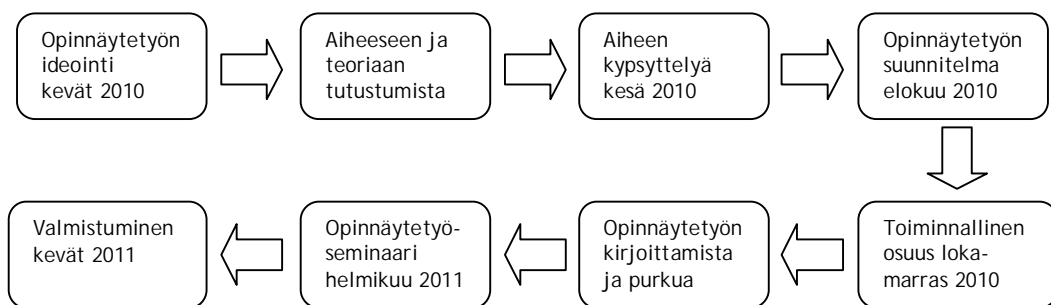 Opinnäytetyön
ideointi
kevät 2010
Aiheeseen ja
teoriaan
tutustumista
Aiheen
kypsyttelyä
kesä 2010
Opinnäytetyön
suunnitelma
elokuu 2010
Toiminnallinen
osuus loka-
marras 2010
Opinnäytetyön
kirjoittamista
ja purkua
Opinnäytetyö-
seminaari
helmikuu 2011
Valmistuminen
kevät 2011